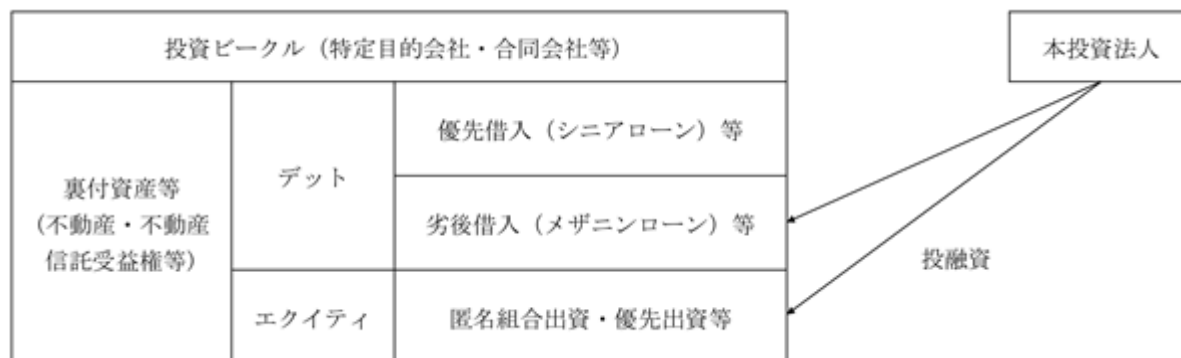 投資ビークル（特定目的会社・合同会社等）
本投資法人
裏付資産等
（不動産・不動産
信託受益権等）
デット
優先借入（シニアローン）等
劣後借入（メザニンローン）等
投融資
エクイティ
匿名組合出資・優先出資等